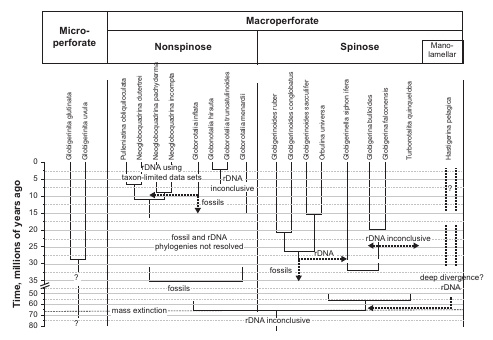 Macroperforate
Micro-
perforate
Nonspinose
Spinose
Mano-
lamellar
Globigerinita glutinata
Globigerinita uvula
Pulleniatina obliquiloculata
Neogloboquadrina dutertrei
Neogloboquadrina pachyderma
Neogloboquadrina incompta
Globorotalia inflata
Globorotalia hirsuta
Globorotalia truncatulinoides
Globorotalia menardii
Globigerinoides ruber
Globigerinoides conglobatus
Globigerinoides sacculifer
Orbulina universa
Globigerinella siphon ifera
Globigerina bulloides
Globigerina falconensis
Turborotalita quinqueloba
Hastigerina pelagica
Time, millions of years ago
0
5
10
15
20
25
30
35
50
60
70
80
rDNA using
taxon-limited data sets
rDNA
inconclusive
fossils
?
fossil and rDNA
phylogenies not resolved
rDNA inconclusive
rDNA
fossils
?
deep divergence?
rDNA
fossils
mass extinction
rDNA inconclusive
?